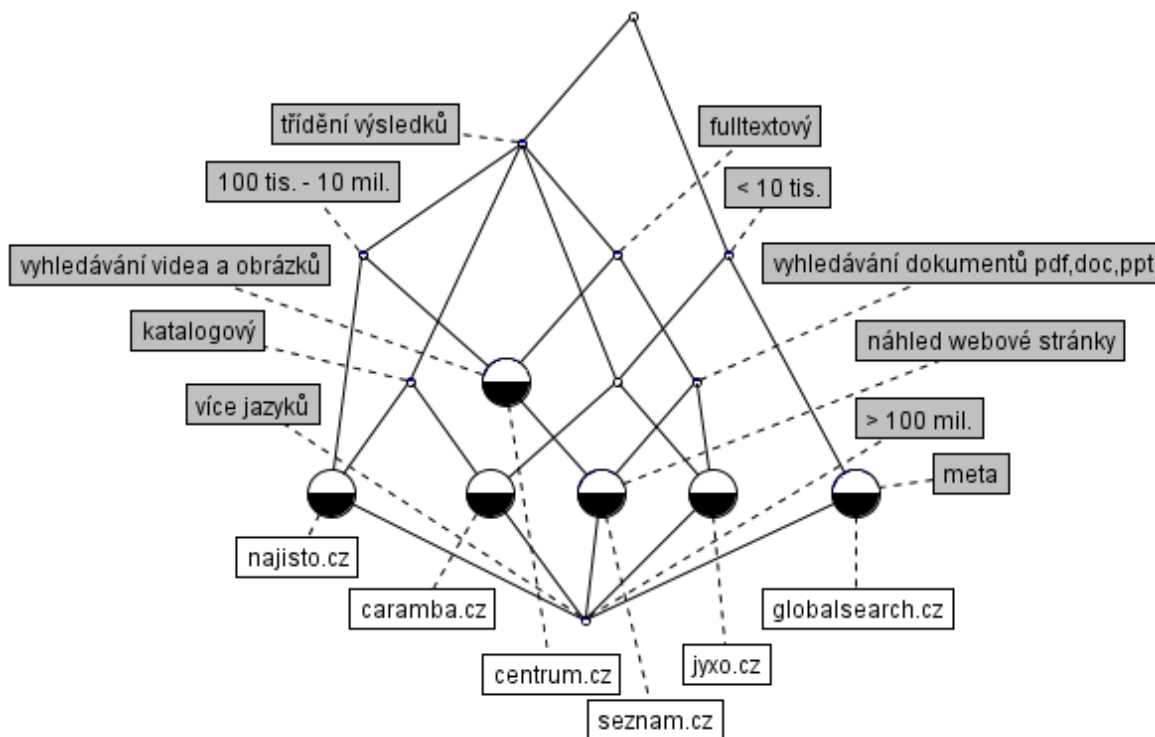 třídění výsledků
fulltextový
100 tis. - 10 mil.
< 10 tis.
vyhledávání videa a obrázků
vyhledávání dokumentů pdf,doc,ppt
katalogový
náhled webové stránky
více jazyků
> 100 mil.
meta
najisto.cz
caramba.cz
globalsearch.cz
centrum.cz
jyxo.cz
seznam.cz